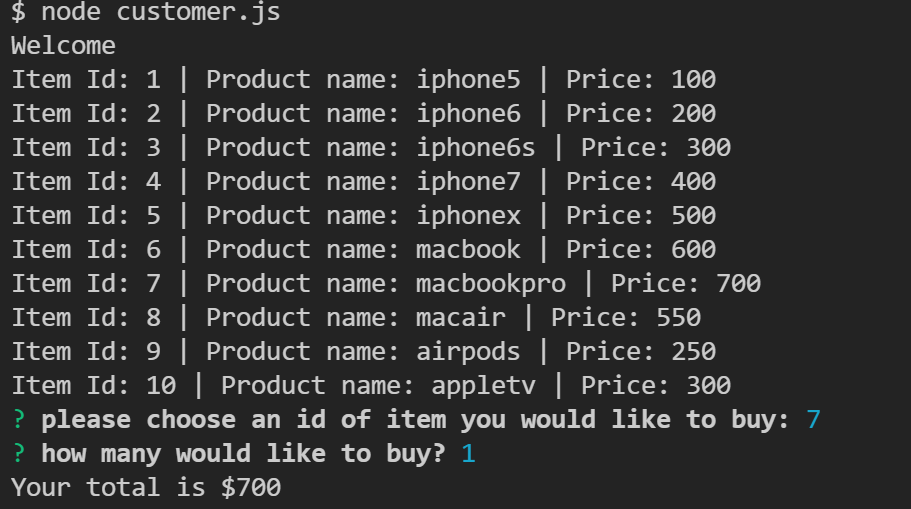 $ node customer.js
Welcome
Item Id: 1 | Product name: iphone5 | Price: 100
Item Id: 2 | Product name: iphone6 | Price: 200
Item Id: 3 | Product name: iphone6s | Price: 300
Item Id: 4 | Product name: iphone7 | Price: 400
Item Id: 5 | Product name: iphonex | Price: 500
Item Id: 6 | Product name: macbook | Price: 600
Item Id: 7 | Product name: macbookpro | Price: 700
Item Id: 8 | Product name: macair | Price: 550
Item Id: 9 | Product name: airpods | Price: 250
Item Id: 10 | Product name: appletv | Price: 300
? please choose an id of item you would like to buy: 7
? how many would like to buy? 1
Your total is $700